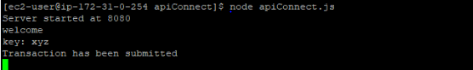 [ec2-user@ip-172-31-0-254 apiConnect]$ node apiConnect.js
Server started at 8080
welcome
key: xyz
Transaction has been submitted